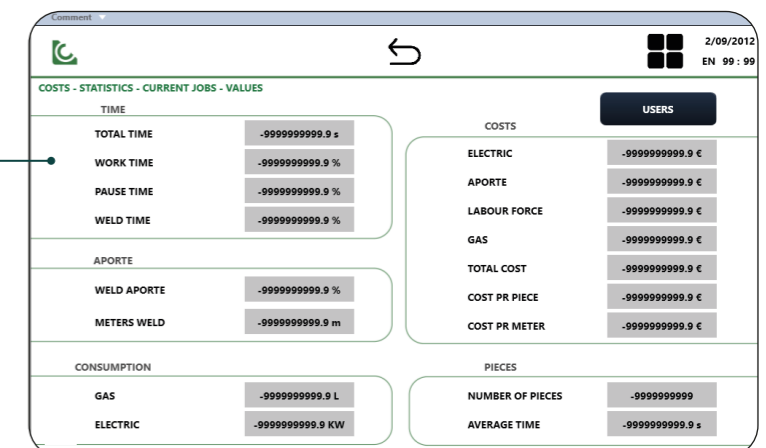 Comment
2/09/2012
EN 99 : 99
COSTS - STATISTICS - CURRENT JOBS - VALUES
USERS
TIME
TOTAL TIME -9999999999.9 s
WORK TIME -9999999999.9 %
PAUSE TIME -9999999999.9 %
WELD TIME -9999999999.9 %
APORTE
WELD APORTE -9999999999.9 %
METERS WELD -9999999999.9 m
CONSUMPTION
GAS -9999999999.9 L
ELECTRIC -9999999999.9 KW
COSTS
ELECTRIC -9999999999.9 €
APORTE -9999999999.9 €
LABOUR FORCE -9999999999.9 €
GAS -9999999999.9 €
TOTAL COST -9999999999.9 €
COST PR PIECE -9999999999.9 €
COST PR METER -9999999999.9 €
PIECES
NUMBER OF PIECES -9999999999
AVERAGE TIME -9999999999.9 s